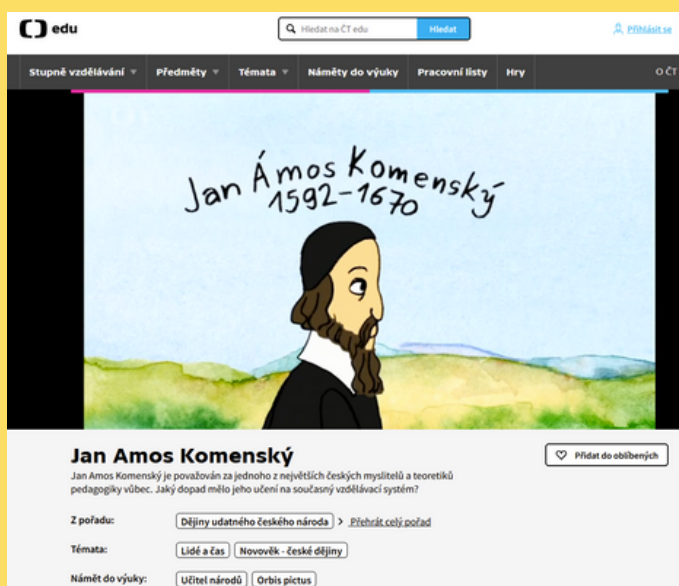 edu
Hledat na ČT edu
Hledat
Přihlásit se
Stupně vzdělávání
Předměty
Témata
Náměty do výuky
Pracovní listy
Hry
O ČT
Jan Ámos Komenský
1592-1670
Jan Amos Komenský
Přidat do oblíbených
Jan Amos Komenský je považován za jednoho z největších českých myslitelů a teoretiků
pedagogiky vůbec. Jaký dopad mělo jeho učení na současný vzdělávací systém?
Z pořadu: Dějiny udatného českého národa > Přehrát celý pořad
Témata: Lidé a čas Novověk - české dějiny
Námět do výuky: Učitel národů Orbis pictus